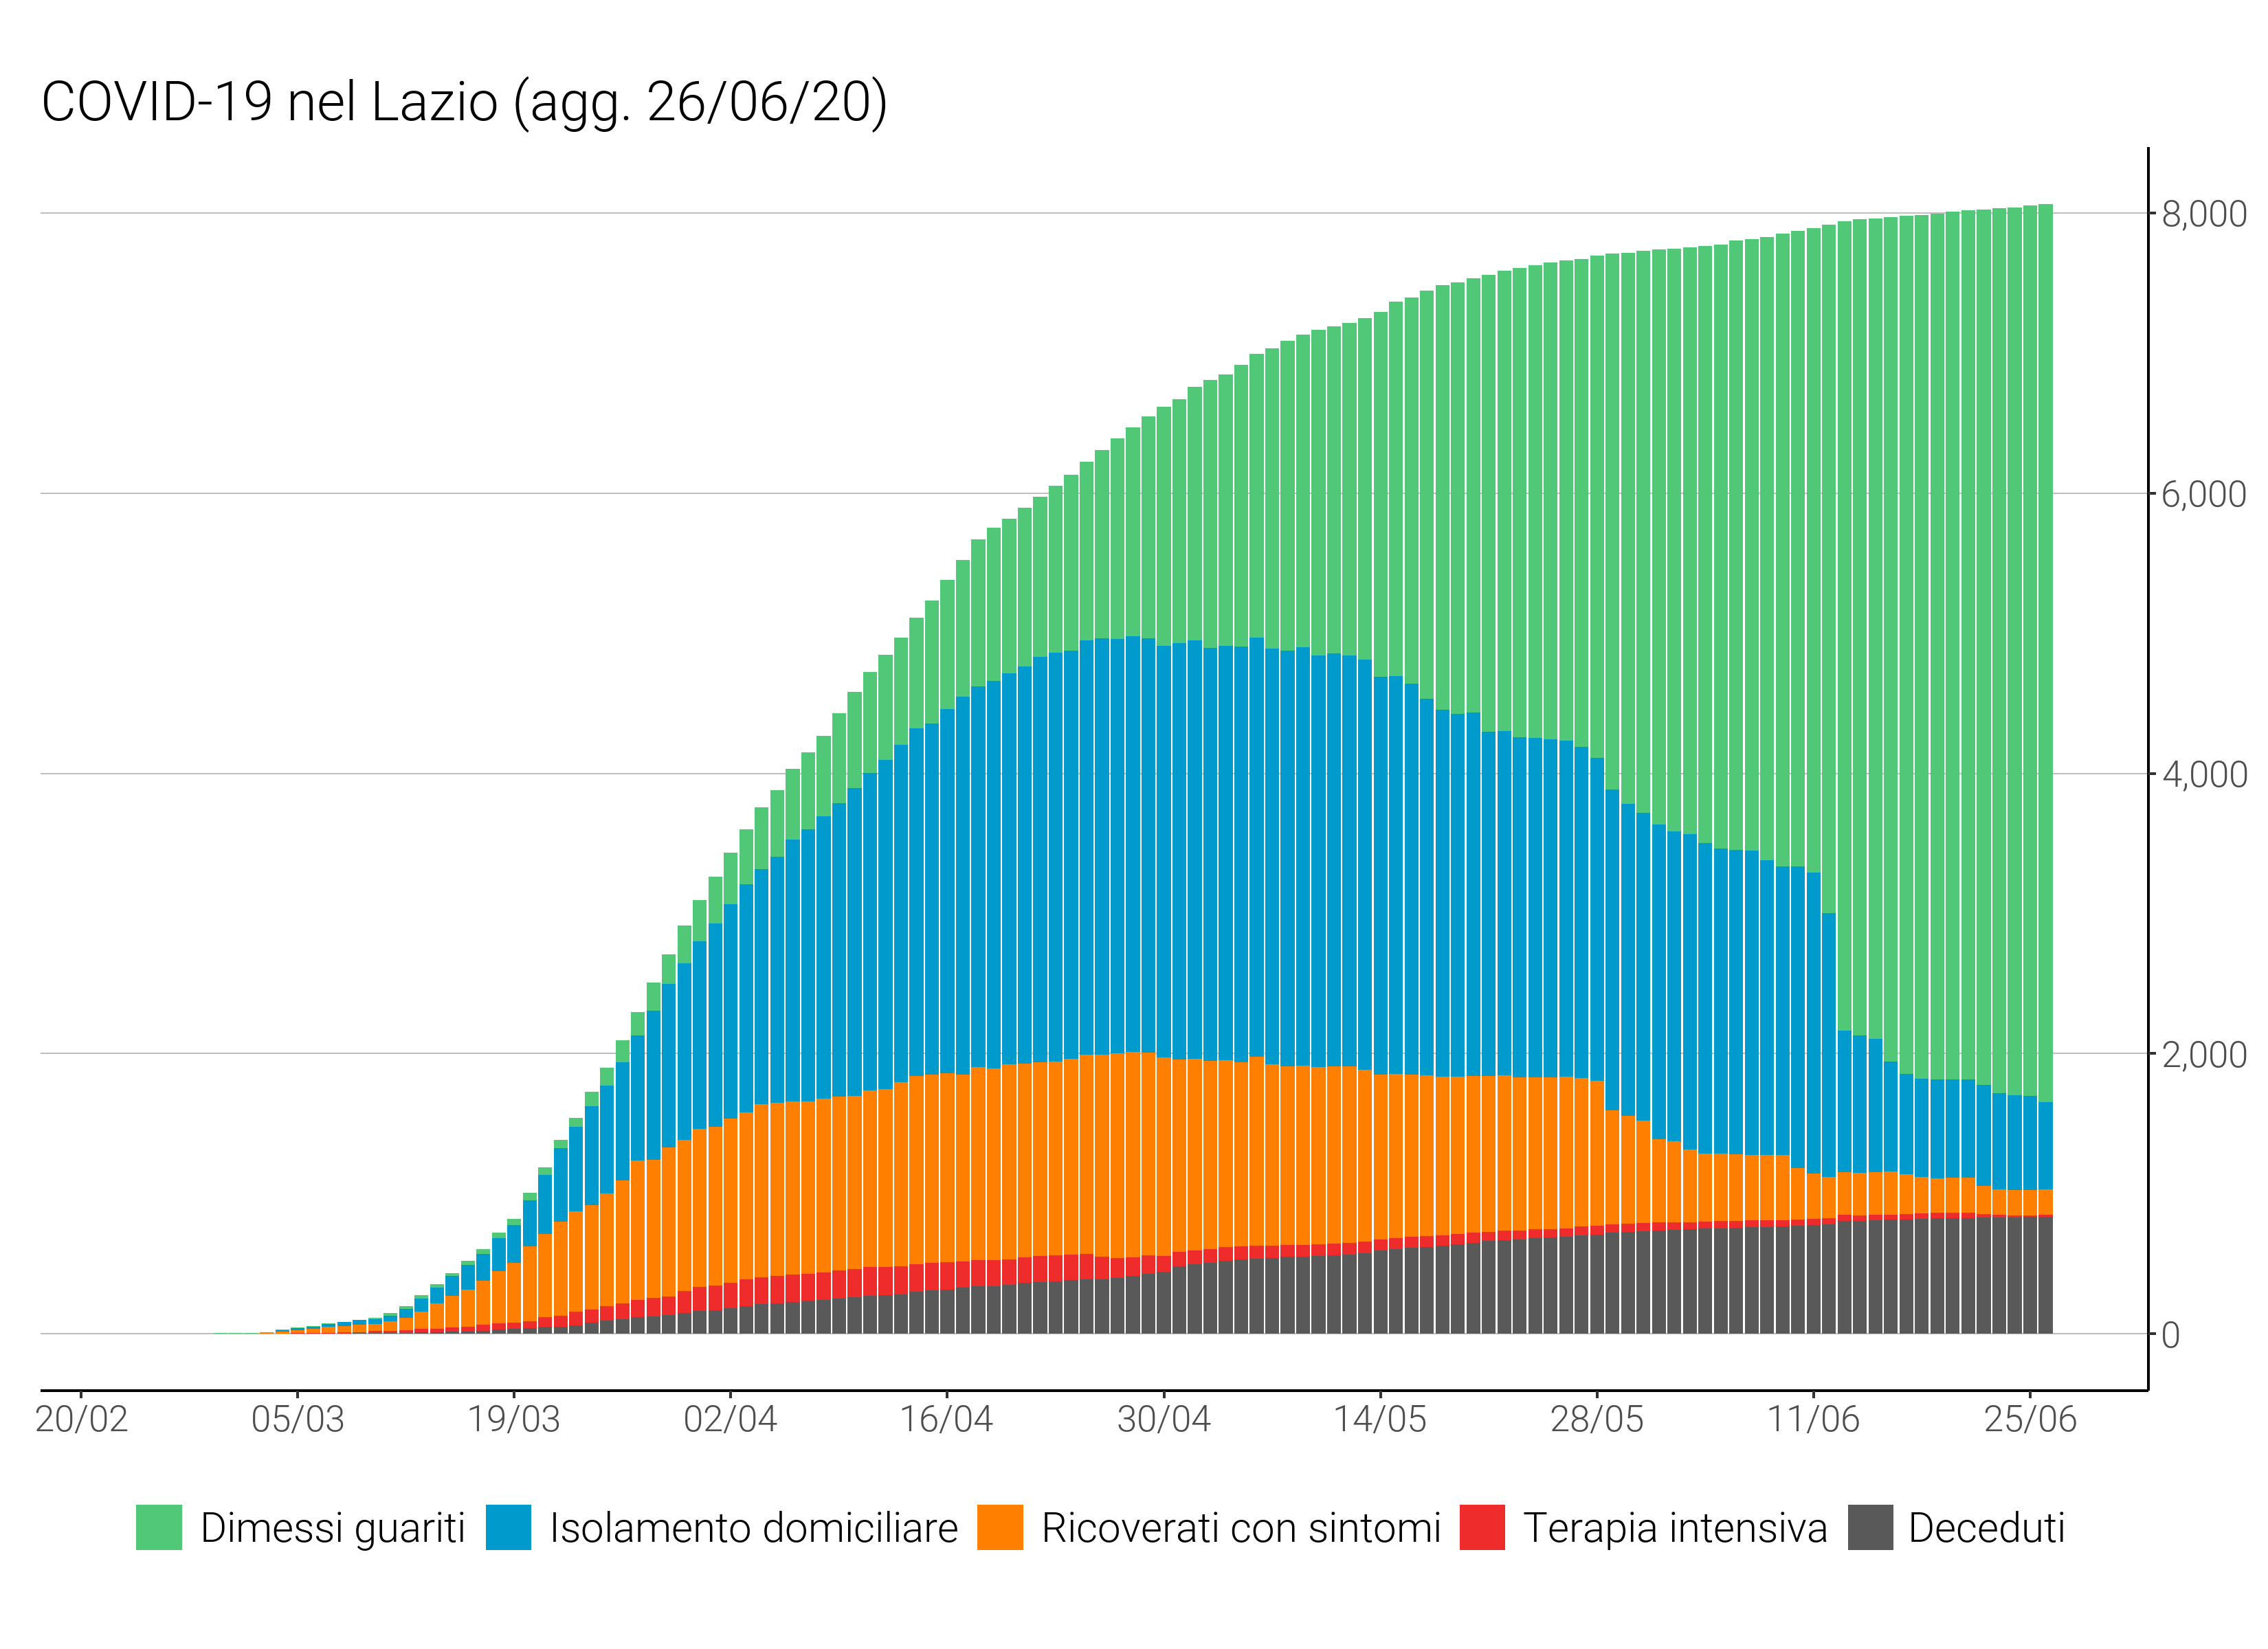 COVID-19 nel Lazio (agg. 26/06/20)
8,000
6,000
4,000
2,000
0
20/02 05/03 19/03 02/04 16/04 30/04 14/05 28/05 11/06 25/06
Dimessi guariti Isolamento domiciliare Ricoverati con sintomi Terapia intensiva Deceduti